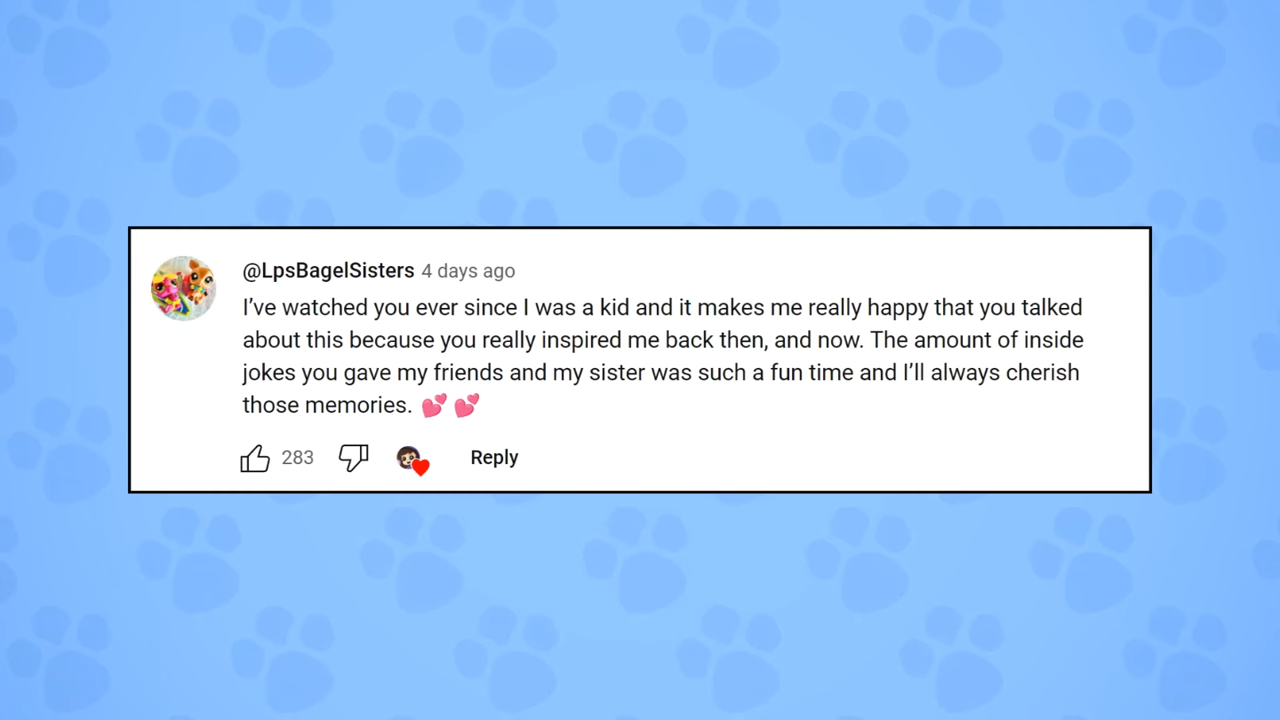 @LpsBagelSisters 4 days ago
I’ve watched you ever since I was a kid and it makes me really happy that you talked
about this because you really inspired me back then, and now. The amount of inside
jokes you gave my friends and my sister was such a fun time and I’ll always cherish
those memories. 💕 💕
283 Reply